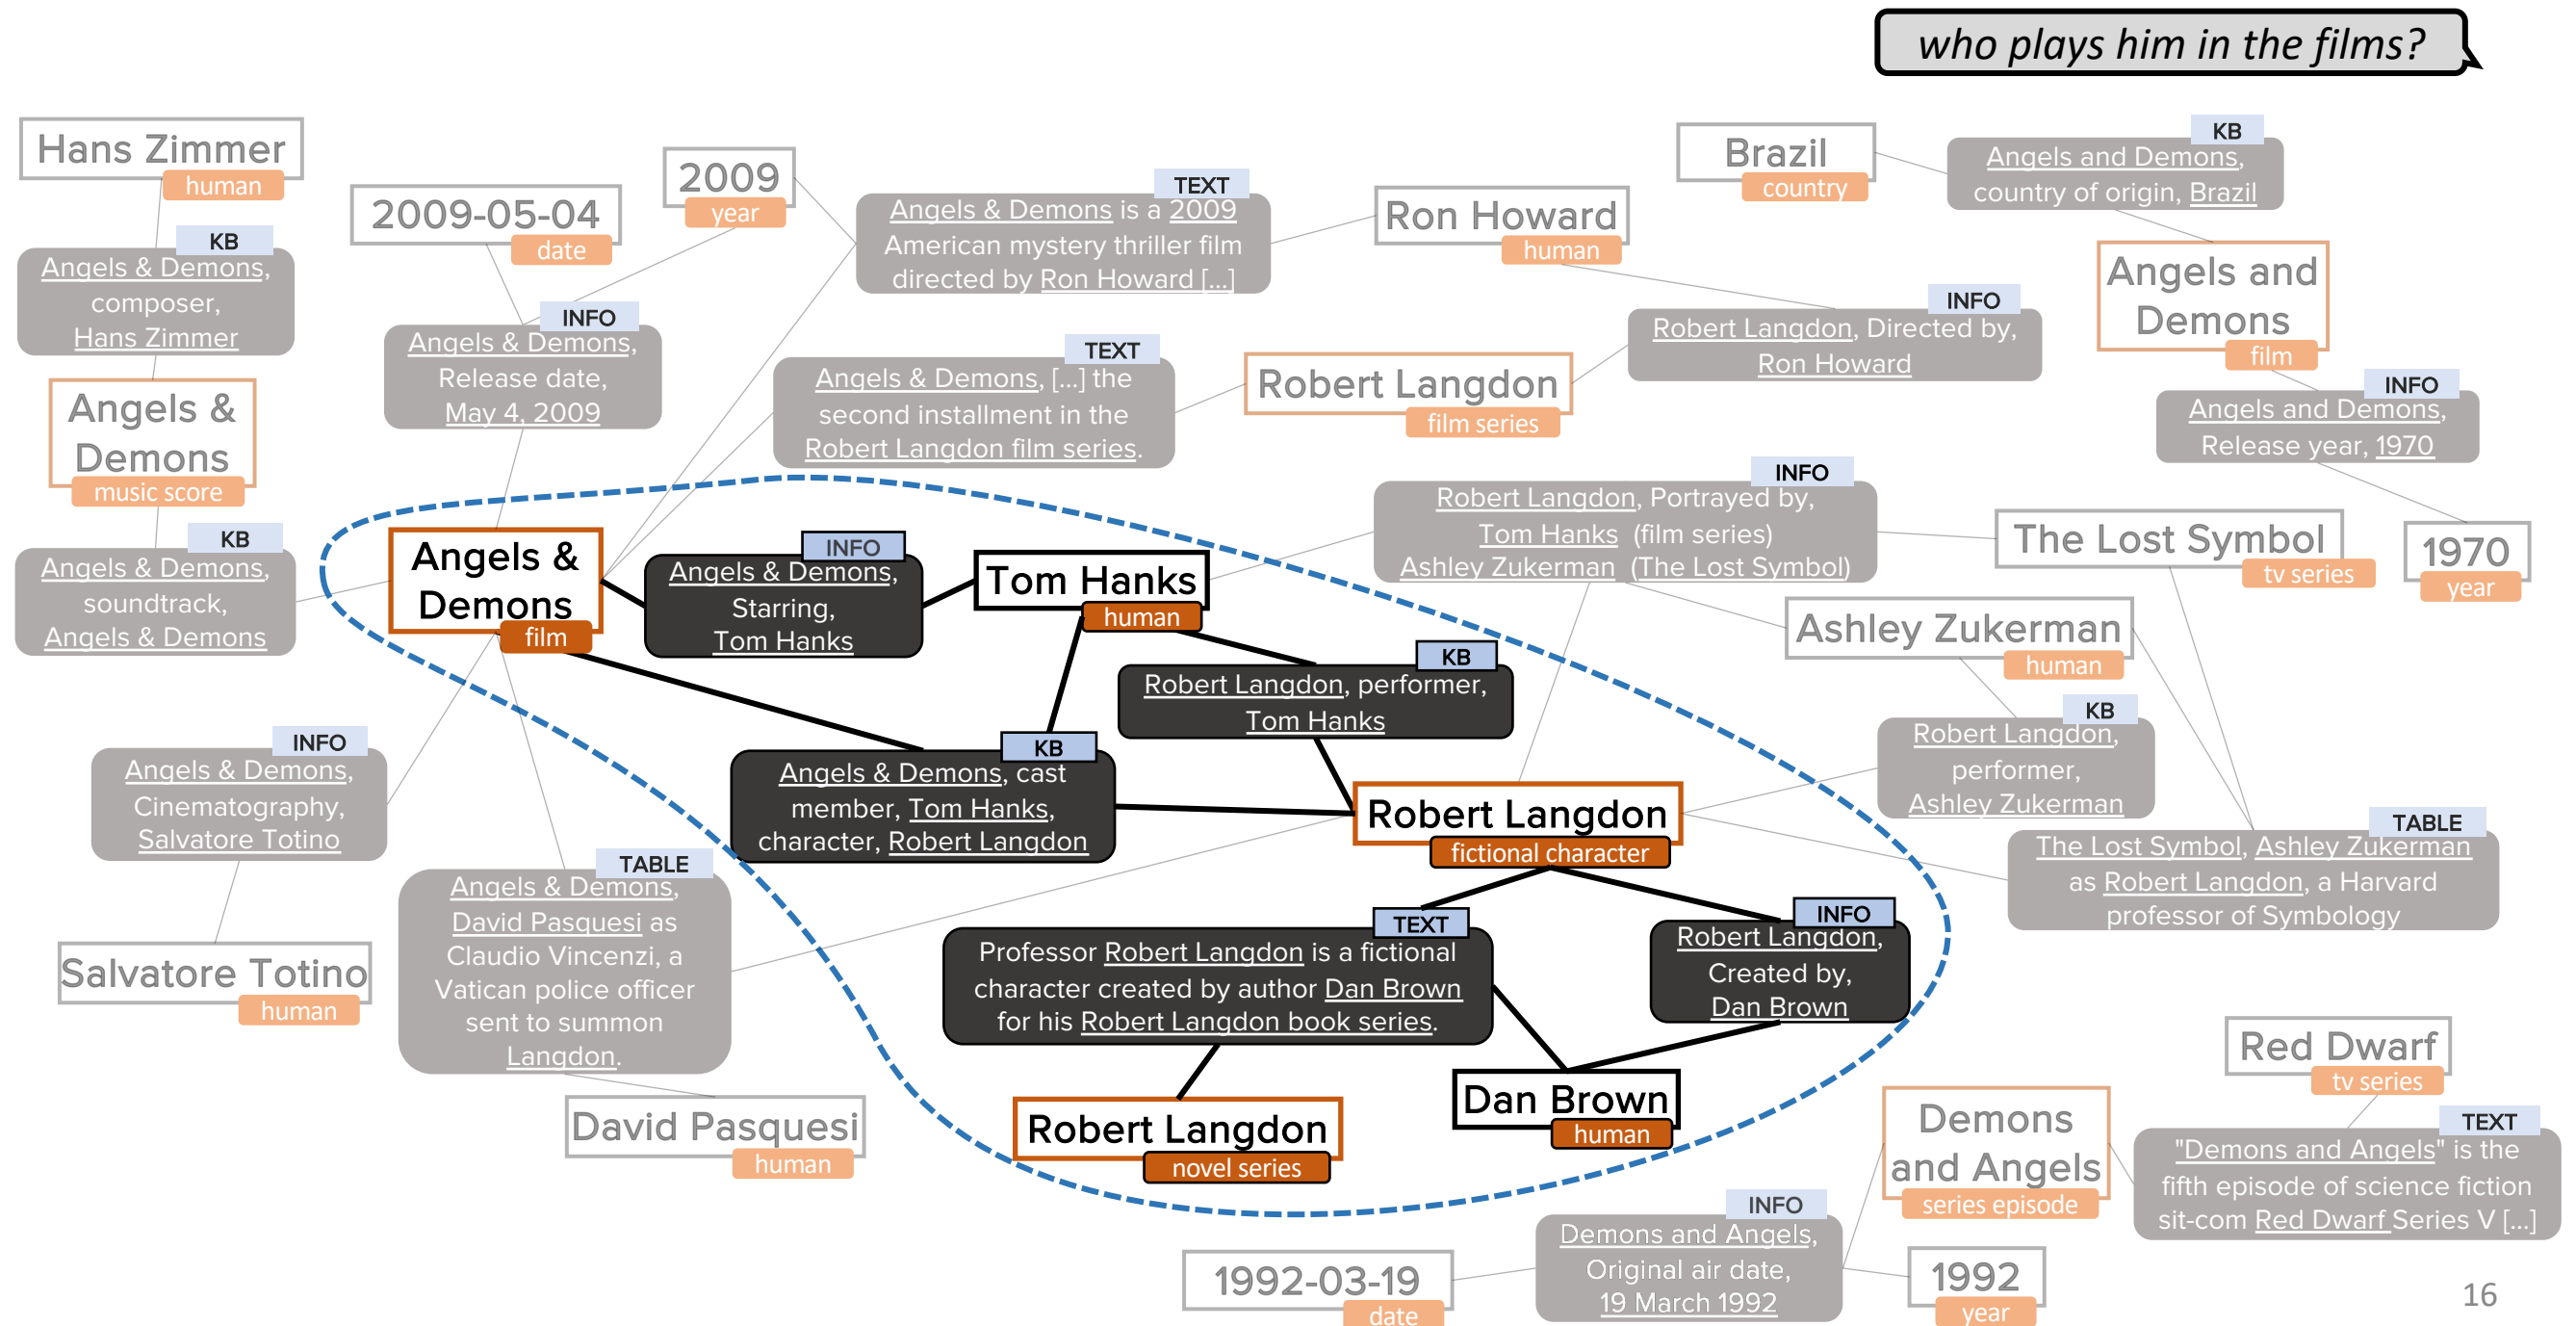 who plays him in the films?
Hans Zimmer
human
KB
Angels & Demons,
composer,
Hans Zimmer
Angels &
Demons
music score
KB
Angels & Demons,
soundtrack,
Angels & Demons
2009-05-04
date
2009
year
INFO
Angels & Demons,
Release date,
May 4, 2009
TEXT
Angels & Demons is a 2009
American mystery thriller film
directed by Ron Howard [...]
TEXT
Angels & Demons, [...] the
second installment in the
Robert Langdon film series.
Ron Howard
human
Robert Langdon
film series
INFO
Robert Langdon, Directed by,
Ron Howard
Brazil
country
KB
Angels and Demons,
country of origin, Brazil
Angels and
Demons
film
INFO
Angels and Demons,
Release year, 1970
1970
year
INFO
Robert Langdon, Portrayed by,
Tom Hanks (film series)
Ashley Zukerman (The Lost Symbol)
The Lost Symbol
tv series
Ashley Zukerman
human
KB
Robert Langdon,
performer,
Ashley Zukerman
TABLE
The Lost Symbol, Ashley Zukerman
as Robert Langdon, a Harvard
professor of Symbology
Angels &
Demons
film
INFO
Angels & Demons,
Starring,
Tom Hanks
Tom Hanks
human
KB
Robert Langdon, performer,
Tom Hanks
KB
Angels & Demons, cast
member, Tom Hanks,
character, Robert Langdon
Robert Langdon
fictional character
TEXT
Professor Robert Langdon is a fictional
character created by author Dan Brown
for his Robert Langdon book series.
INFO
Robert Langdon,
Created by,
Dan Brown
Dan Brown
human
Robert Langdon
novel series
INFO
Angels & Demons,
Cinematography,
Salvatore Totino
Salvatore Totino
human
TABLE
Angels & Demons,
David Pasquesi as
Claudio Vincenzi, a
Vatican police officer
sent to summon
Langdon.
David Pasquesi
human
Red Dwarf
tv series
TEXT
"Demons and Angels" is the
fifth episode of science fiction
sit-com Red Dwarf Series V [...]
Demons
and Angels
series episode
INFO
Demons and Angels,
Original air date,
19 March 1992
1992-03-19
date
1992
year
16